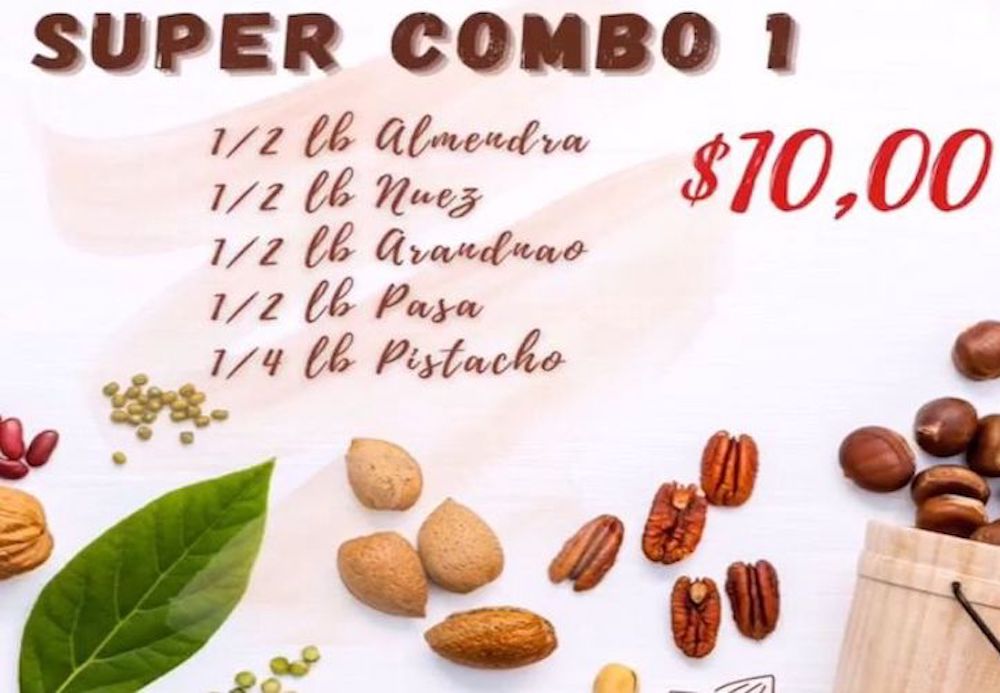 SUPER COMBO 1
1/2 lb Almendra
$10,00
1/2 lb Nuez
1/2 lb Arandnao
1/2 lb Pasa
1/4 lb Pistacho